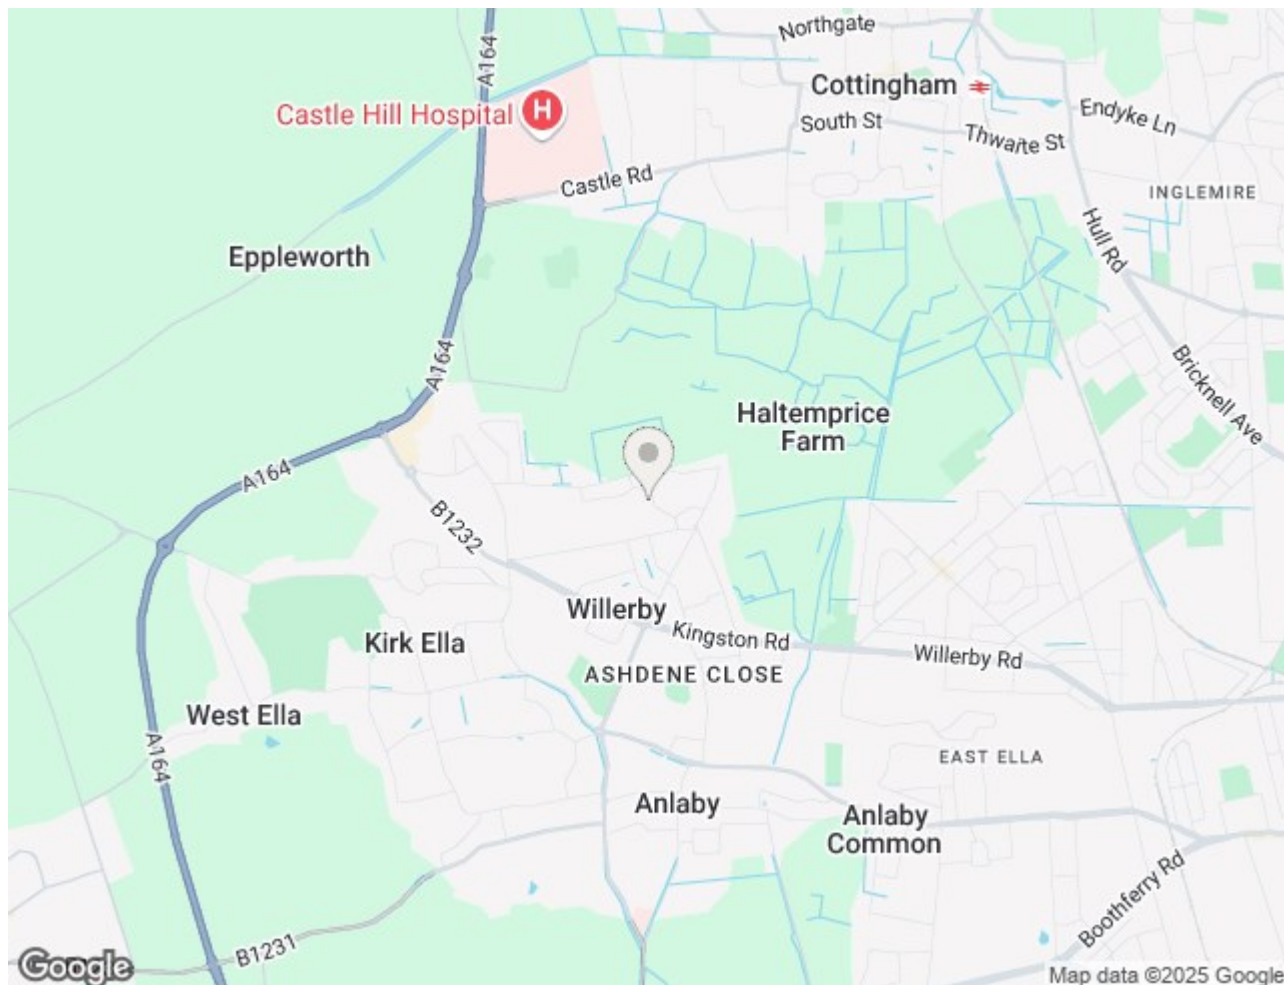 Northgate
A164
Cottingham
Castle Hill Hospital H
Endyke Ln
South St
Thwaite St
Castle Rd
INGLEMIRE
Hull Rd
Eppleworth
A164
Bricknell Ave
Haltemprice
Farm
A164
B1232
Willerby
Kingston Rd
Kirk Ella
Willerby Rd
ASHDENE CLOSE
West Ella
A164
EAST ELLA
Anlaby
Anlaby
Common
Boothferry Rd
B1231
Google
Map data ©2025 Google